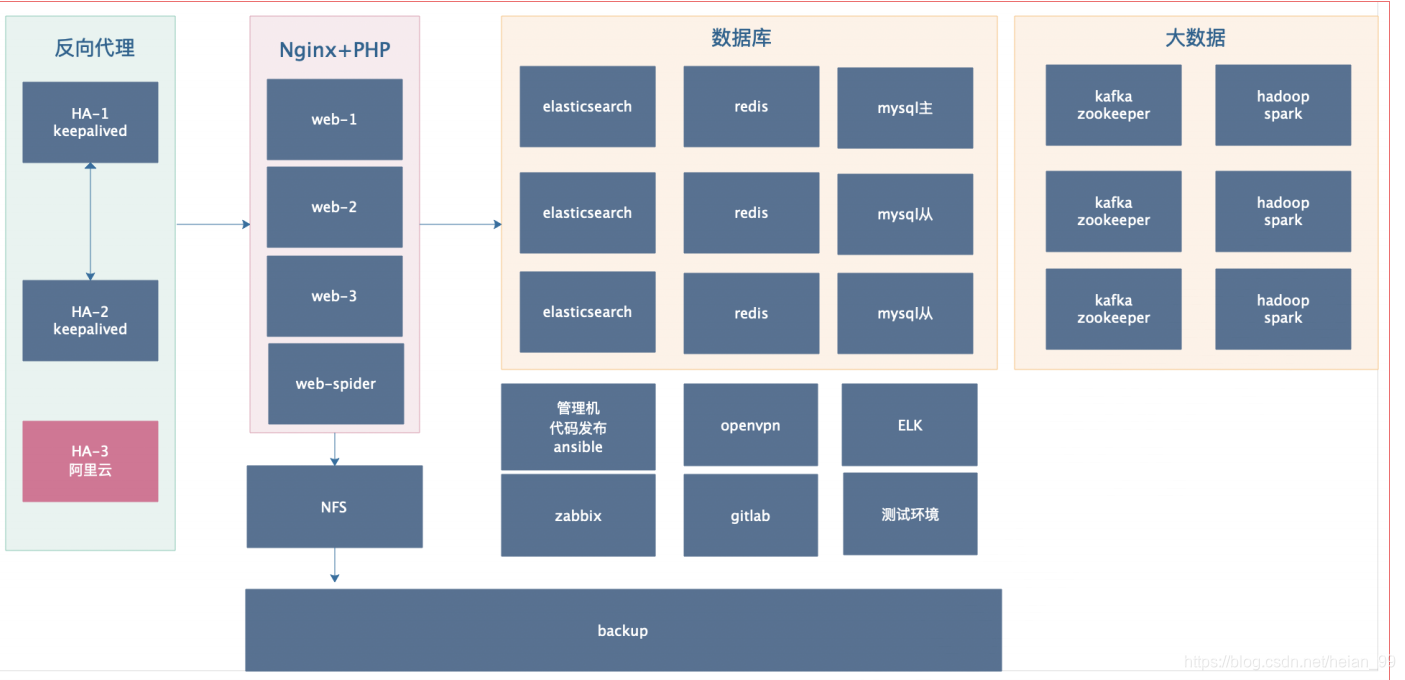 反向代理
HA-1
keepalived
HA-2
keepalived
HA-3
阿里云
Nginx+PHP
web-1
web-2
web-3
web-spider
NFS
数据库
elasticsearch
redis
mysql主
elasticsearch
redis
mysql从
elasticsearch
redis
mysql从
大数据
kafka
zookeeper
hadoop
spark
kafka
zookeeper
hadoop
spark
kafka
zookeeper
hadoop
spark
管理机
代码发布
ansible
openvpn
ELK
zabbix
gitlab
测试环境
backup
https://blog.csdn.net/heian_99